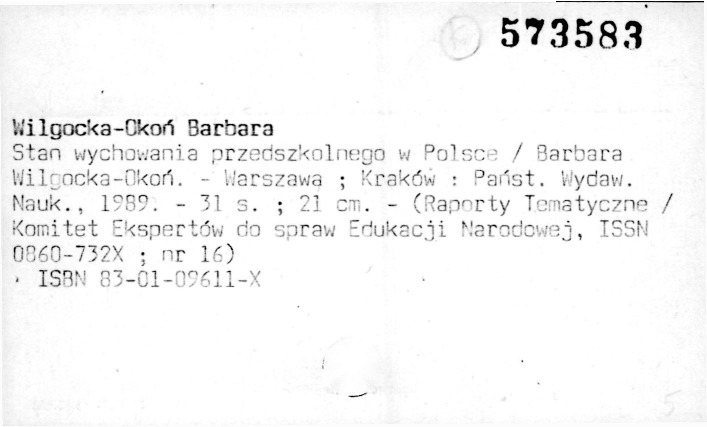 573583
Wilgocka-Okoń Barbara
Stan wychowania przedszkolnego w Polsce / Barbara
Wilgocka-Okoń. - Warszawa ; Kraków : Państ. Wydaw.
Nauk., 1989. - 31 s. ; 21 cm. - (Raporty Tematyczne /
Komitet Ekspertów do spraw Edukacji Narodowej, ISSN
0860-732X ; nr 16)
ISBN 83-01-09611-X